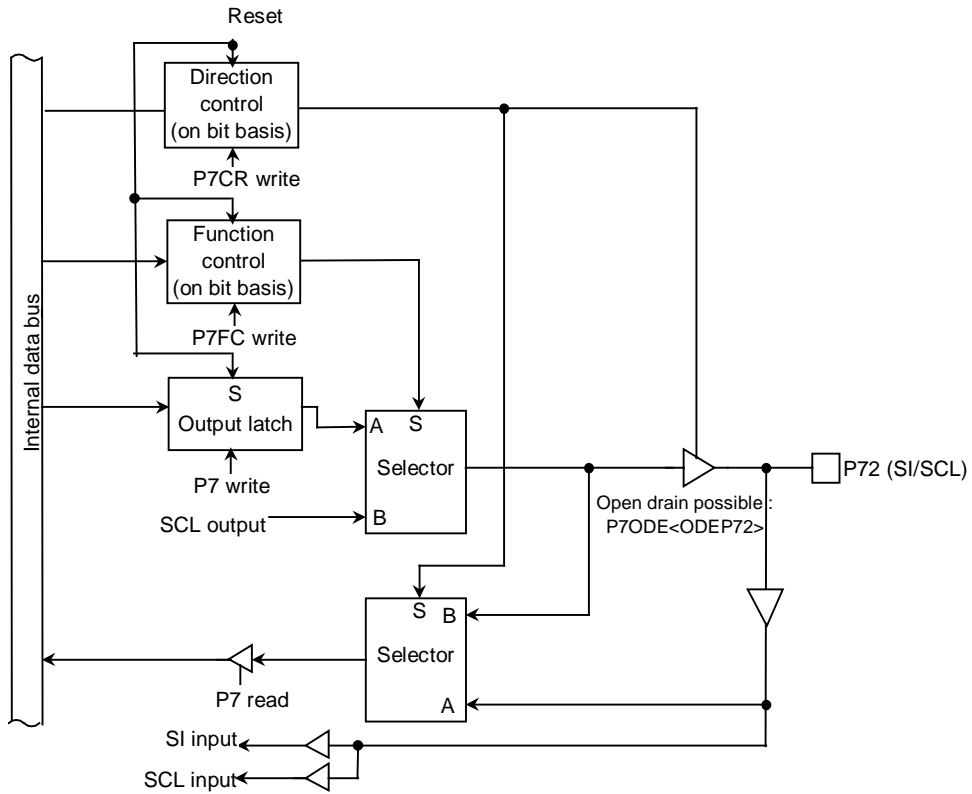 Reset
Direction
control
(on bit basis)
P7CR write
Function
control
(on bit basis)
P7FC write
Internal data bus
S
Output latch
P7 write
A
S
Selector
B
SCL output
P72 (SI/SCL)
Open drain possible :
P7ODE<ODEP72>
S
B
Selector
A
P7 read
SI input
SCL input